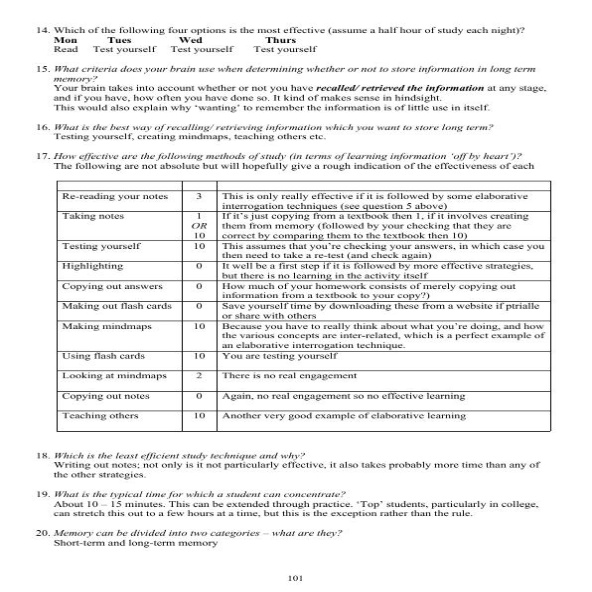 14. Which of the following four options is the most effective (assume a half hour of study each night)?
Mon Tues Wed Thurs
Read Test yourself Test yourself Test yourself
15. What criteria does your brain use when determining whether or not to store information in long term
memory?
Your brain takes into account whether or not you have recalled/ retrieved the information at any stage,
and if you have, how often you have done so. It kind of makes sense in hindsight.
This would also explain why ‘wanting’ to remember the information is of little use in itself.
16. What is the best way of recalling/ retrieving information which you want to store long term?
Testing yourself, creating mindmaps, teaching others etc.
17. How effective are the following methods of study (in terms of learning information ‘off by heart’)?
The following are not absolute but will hopefully give a rough indication of the effectiveness of each
Re-reading your notes 3 This is only really effective if it is followed by some elaborative
interrogation techniques (see question 5 above)
Taking notes 1 If it’s just copying from a textbook then 1, if it involves creating
OR them from memory (followed by your checking that they are
10 correct by comparing them to the textbook then 10)
Testing yourself 10 This assumes that you’re checking your answers, in which case you
then need to take a re-test (and check again)
Highlighting 0 It well be a first step if it is followed by more effective strategies,
but there is no learning in the activity itself
Copying out answers 0 How much of your homework consists of merely copying out
information from a textbook to your copy?)
Making out flash cards 0 Save yourself time by downloading these from a website if ptrialle
or share with others
Making mindmaps 10 Because you have to really think about what you’re doing, and how
the various concepts are inter-related, which is a perfect example of
an elaborative interrogation technique.
Using flash cards 10 You are testing yourself
Looking at mindmaps 2 There is no real engagement
Copying out notes 0 Again, no real engagement so no effective learning
Teaching others 10 Another very good example of elaborative learning
18. Which is the least efficient study technique and why?
Writing out notes; not only is it not particularly effective, it also takes probably more time than any of
the other strategies.
19. What is the typical time for which a student can concentrate?
About 10 – 15 minutes. This can be extended through practice. ‘Top’ students, particularly in college,
can stretch this out to a few hours at a time, but this is the exception rather than the rule.
20. Memory can be divided into two categories – what are they?
Short-term and long-term memory
101